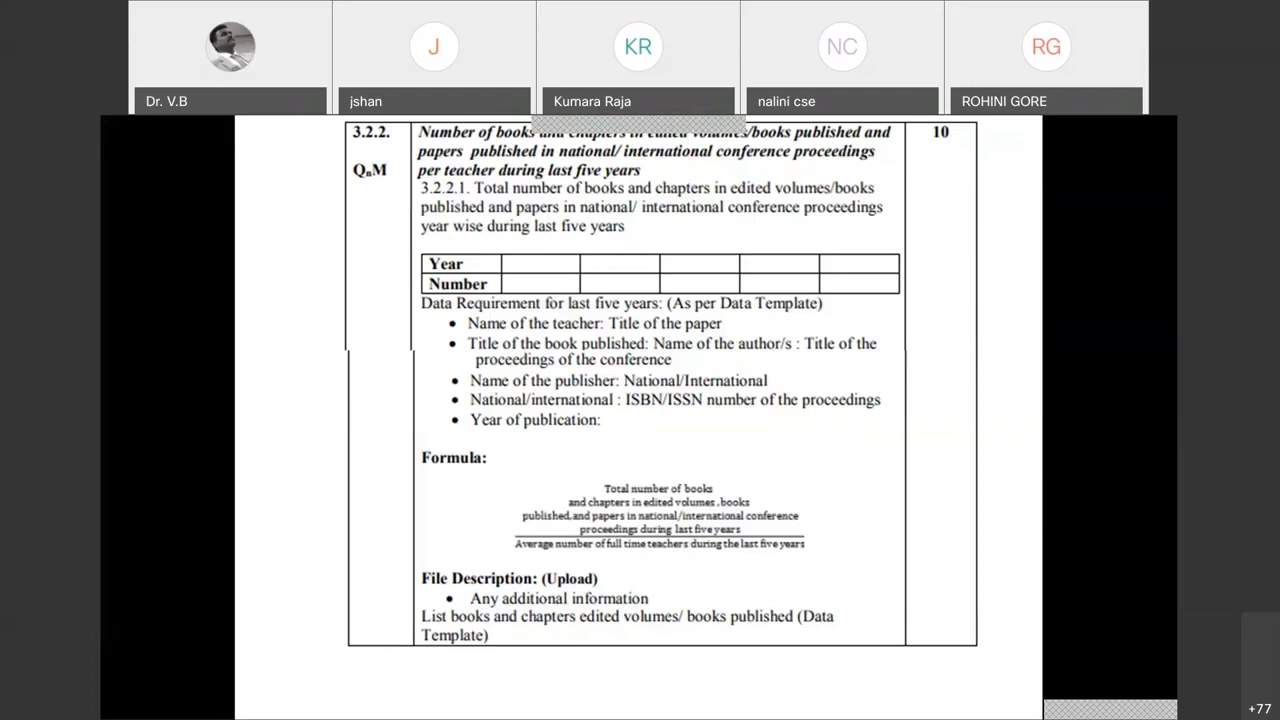 J
KR
NC
RG
Dr. V.B
jshan
Kumara Raja
nalini cse
ROHINI GORE
3.2.2.
QnM
Number of books and chapters in edited volumes/books published and
papers published in national/ international conference proceedings
per teacher during last five years
10
3.2.2.1. Total number of books and chapters in edited volumes/books
published and papers in national/ international conference proceedings
year wise during last five years
Year
Number
Data Requirement for last five years: (As per Data Template)
• Name of the teacher: Title of the paper
• Title of the book published: Name of the author/s : Title of the
proceedings of the conference
• Name of the publisher: National/International
• National/international : ISBN/ISSN number of the proceedings
• Year of publication:
Formula:
Total number of books
and chapters in edited volumes ,books
published,and papers in national/international conference
proceedings during last five years
Average number of full time teachers during the last five years
File Description: (Upload)
• Any additional information
List books and chapters edited volumes/ books published (Data
Template)
+77